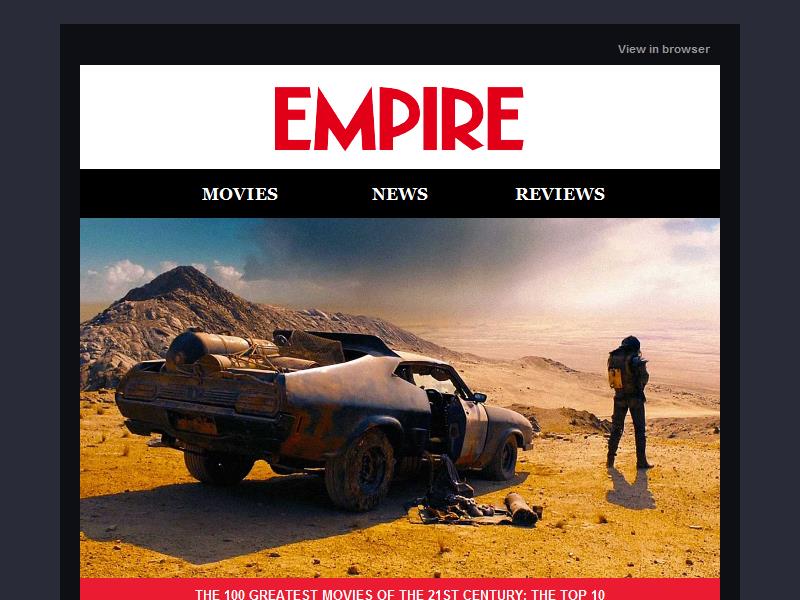 View in browser
EMPIRE
MOVIES NEWS REVIEWS
THE 100 GREATEST MOVIES OF THE 21ST CENTURY: THE TOP 10